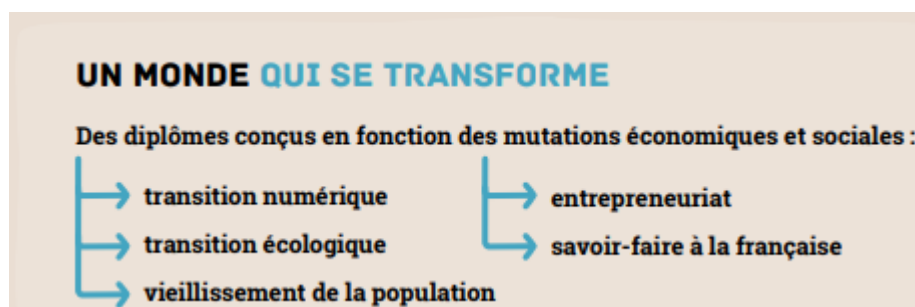 UN MONDE QUI SE TRANSFORME
Des diplômes conçus en fonction des mutations économiques et sociales :
transition numérique
transition écologique
vieillissement de la population
entrepreneuriat
savoir-faire à la française